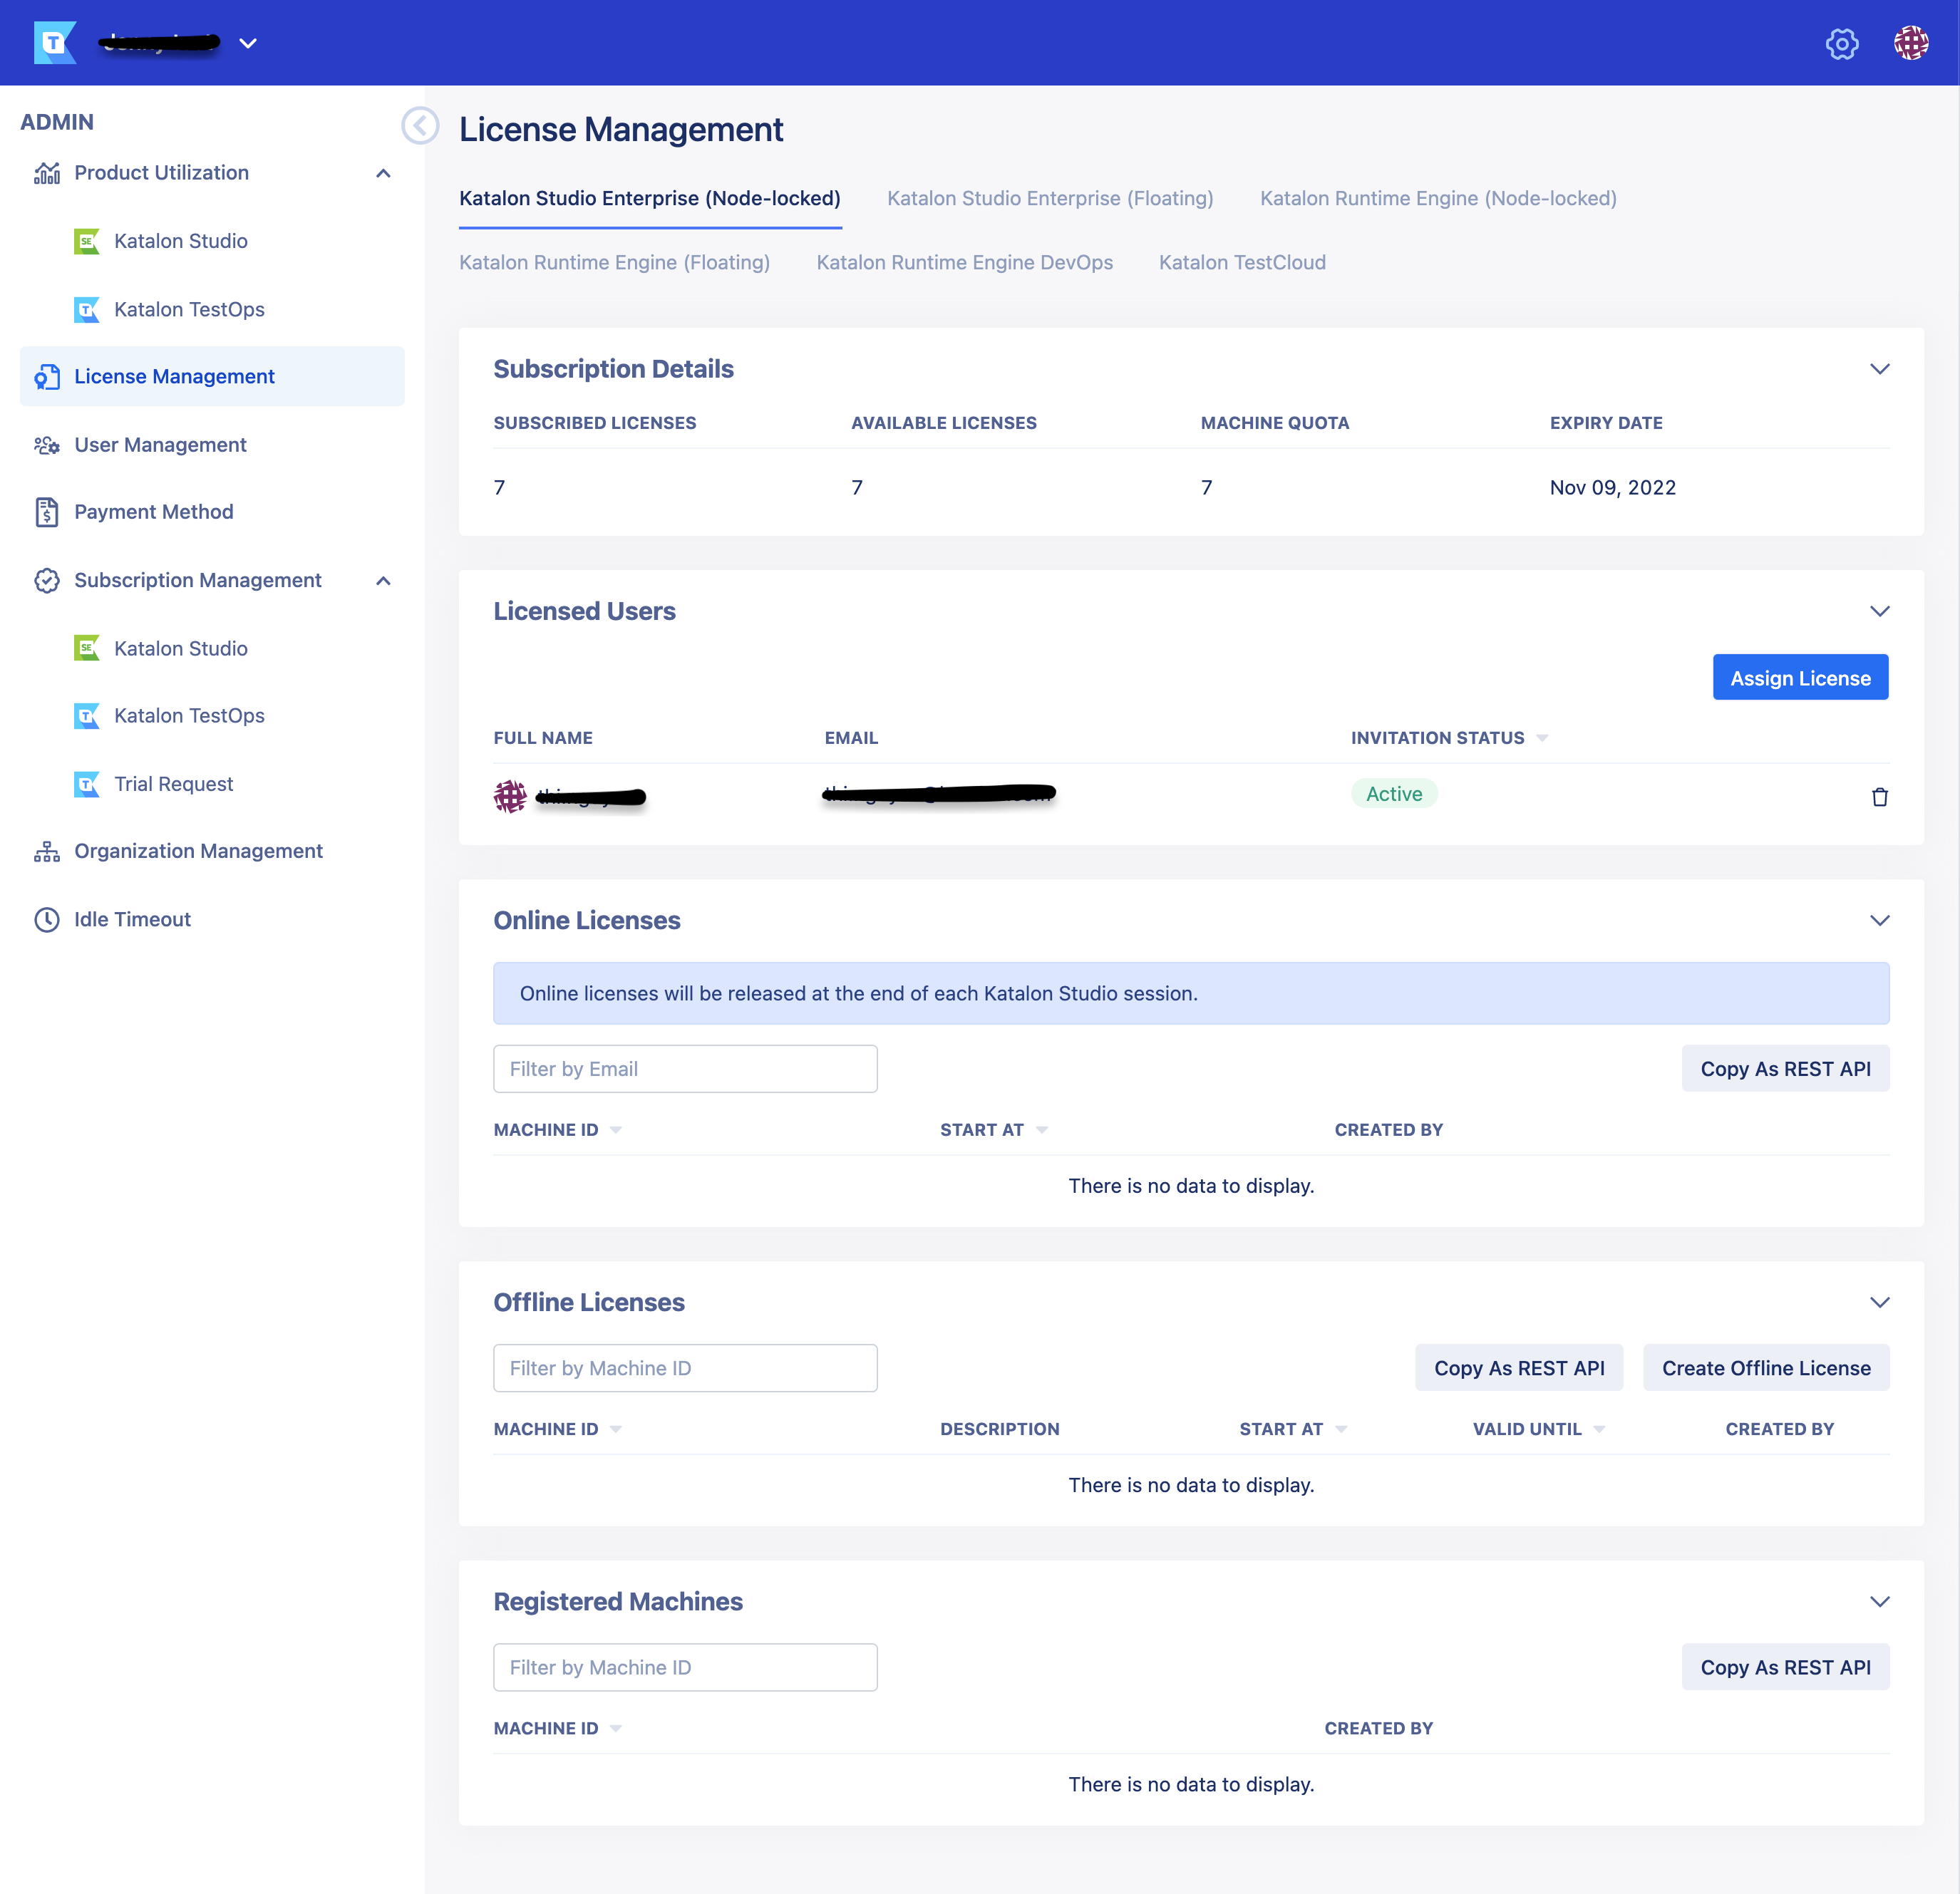 ADMIN
Product Utilization
Katalon Studio
Katalon TestOps
License Management
User Management
Payment Method
Subscription Management
Katalon Studio
Katalon TestOps
Trial Request
Organization Management
Idle Timeout
License Management
Katalon Studio Enterprise (Node-locked) Katalon Studio Enterprise (Floating) Katalon Runtime Engine (Node-locked)
Katalon Runtime Engine (Floating) Katalon Runtime Engine DevOps Katalon TestCloud
Subscription Details
SUBSCRIBED LICENSES AVAILABLE LICENSES MACHINE QUOTA EXPIRY DATE
7 7 7 Nov 09, 2022
Licensed Users
Assign License
FULL NAME EMAIL INVITATION STATUS
Active
Online Licenses
Online licenses will be released at the end of each Katalon Studio session.
Filter by Email Copy As REST API
MACHINE ID START AT CREATED BY
There is no data to display.
Offline Licenses
Filter by Machine ID Copy As REST API Create Offline License
MACHINE ID DESCRIPTION START AT VALID UNTIL CREATED BY
There is no data to display.
Registered Machines
Filter by Machine ID Copy As REST API
MACHINE ID CREATED BY
There is no data to display.